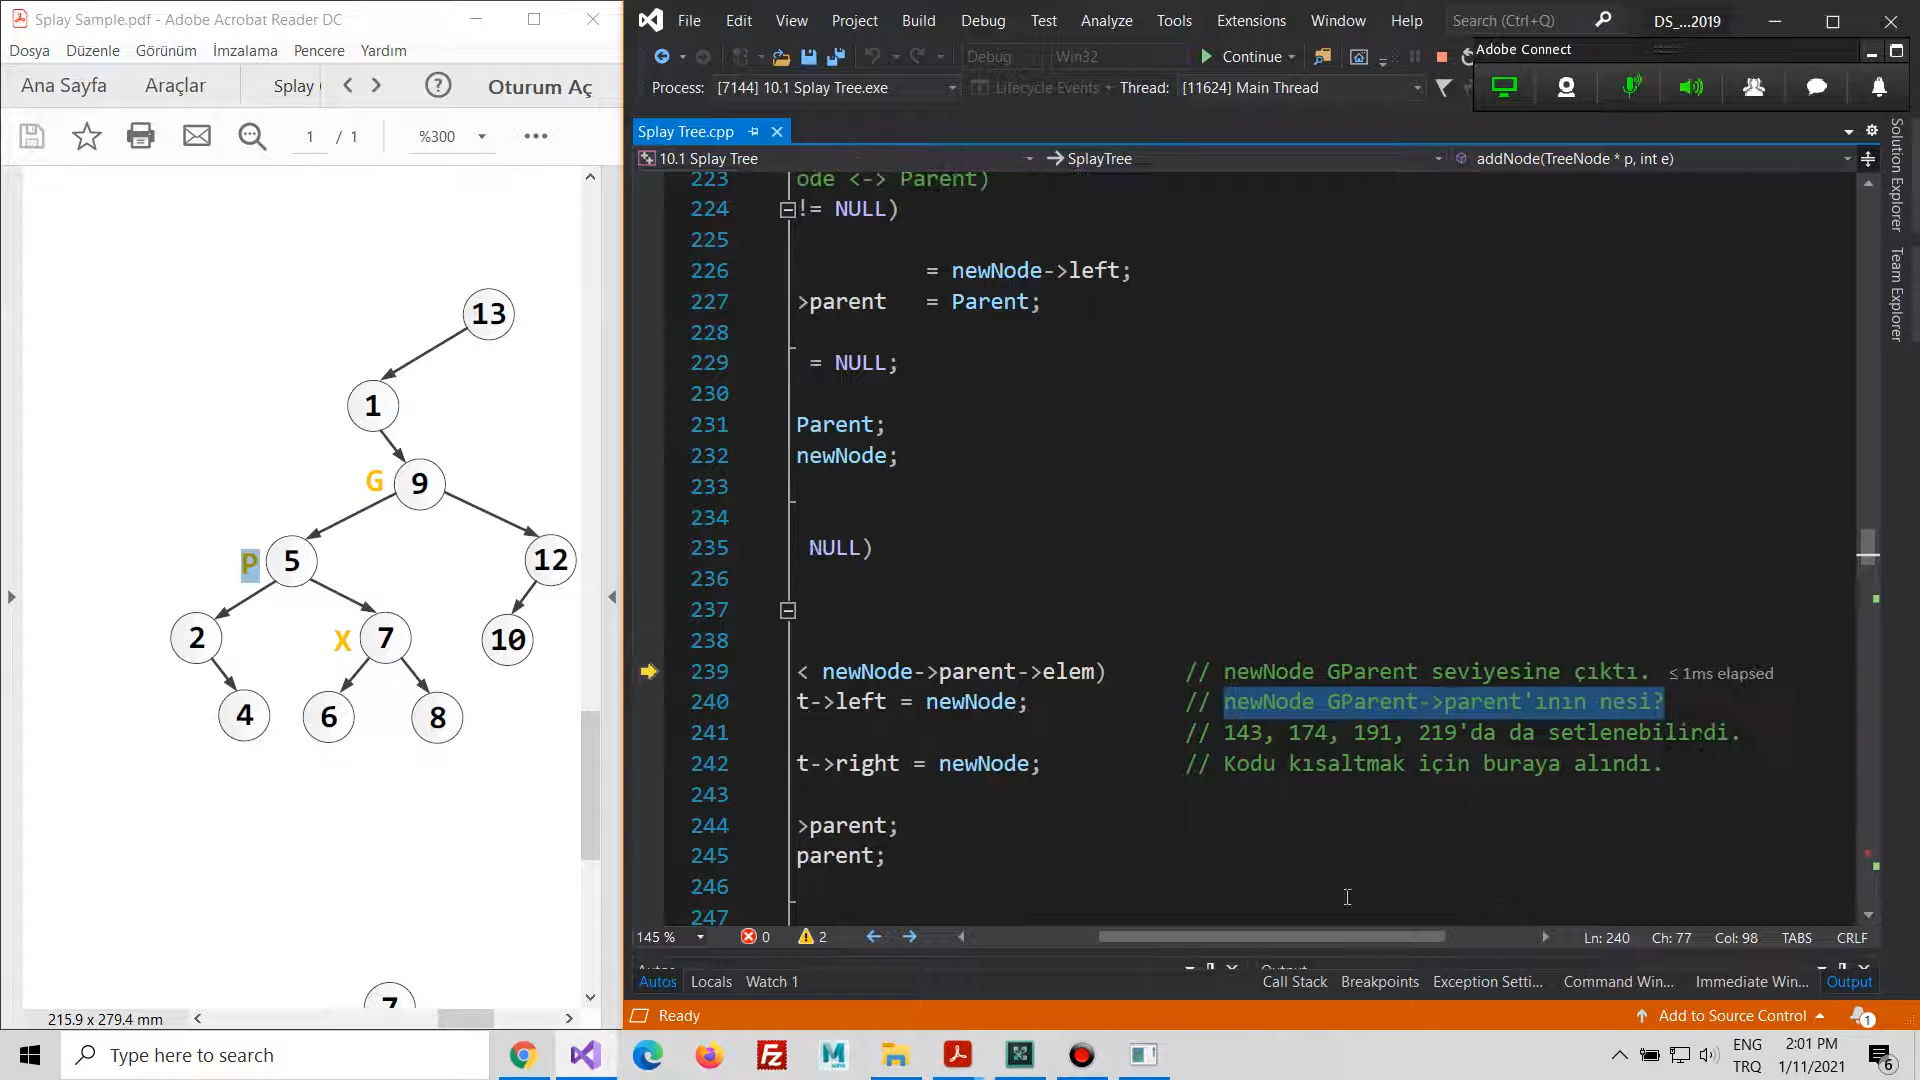 Splay Sample.pdf - Adobe Acrobat Reader DC
Dosya Düzenle Görünüm İmzalama Pencere Yardım
Ana Sayfa Araçlar Splay Oturum Aç
1 / 1 %300
13
1
G 9
P 5 12
2 X 7 10
4 6 8
7
215.9 x 279.4 mm
File Edit View Project Build Debug Test Analyze Tools Extensions Window Help Search (Ctrl+Q) DS_...2019
Debug Win32 Continue
Adobe Connect
Process: [7144] 10.1 Splay Tree.exe Lifecycle Events Thread: [11624] Main Thread
Splay Tree.cpp
10.1 Splay Tree SplayTree addNode(TreeNode * p, int e)
223 ode <-> Parent)
224 != NULL)
225
226 = newNode->left;
227 >parent = Parent;
228
229 = NULL;
230
231 Parent;
232 newNode;
233
234
235 NULL)
236
237
238
239 < newNode->parent->elem) // newNode GParent seviyesine çıktı. ≤ 1ms elapsed
240 t->left = newNode; // newNode GParent->parent'ının nesi?
241 // 143, 174, 191, 219'da da setlenebilirdi.
242 t->right = newNode; // Kodu kısaltmak için buraya alındı.
243
244 >parent;
245 parent;
246
247
145 % 0 2 Ln: 240 Ch: 77 Col: 98 TABS CRLF
Autos Locals Watch 1 Call Stack Breakpoints Exception Setti... Command Win... Immediate Win... Output
Ready Add to Source Control 1
Solution Explorer
Team Explorer
Type here to search
ENG
TRQ
2:01 PM
1/11/2021
6